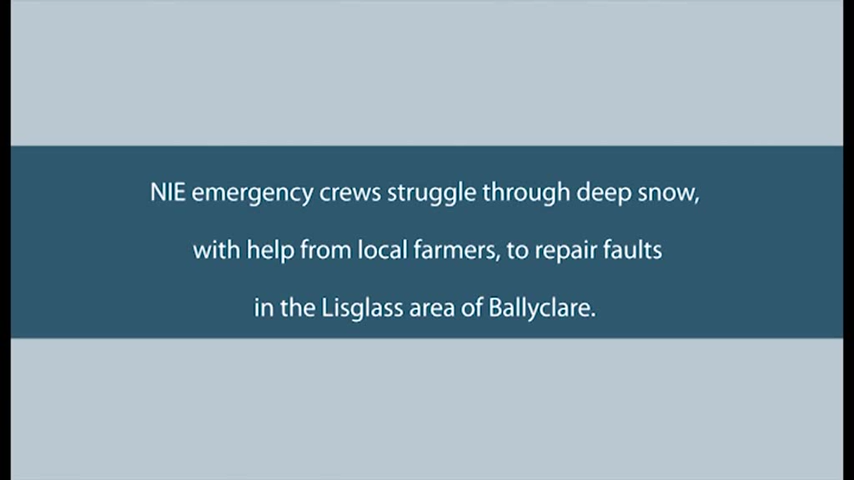 NIE emergency crews struggle through deep snow,
with help from local farmers, to repair faults
in the Lisglass area of Ballyclare.